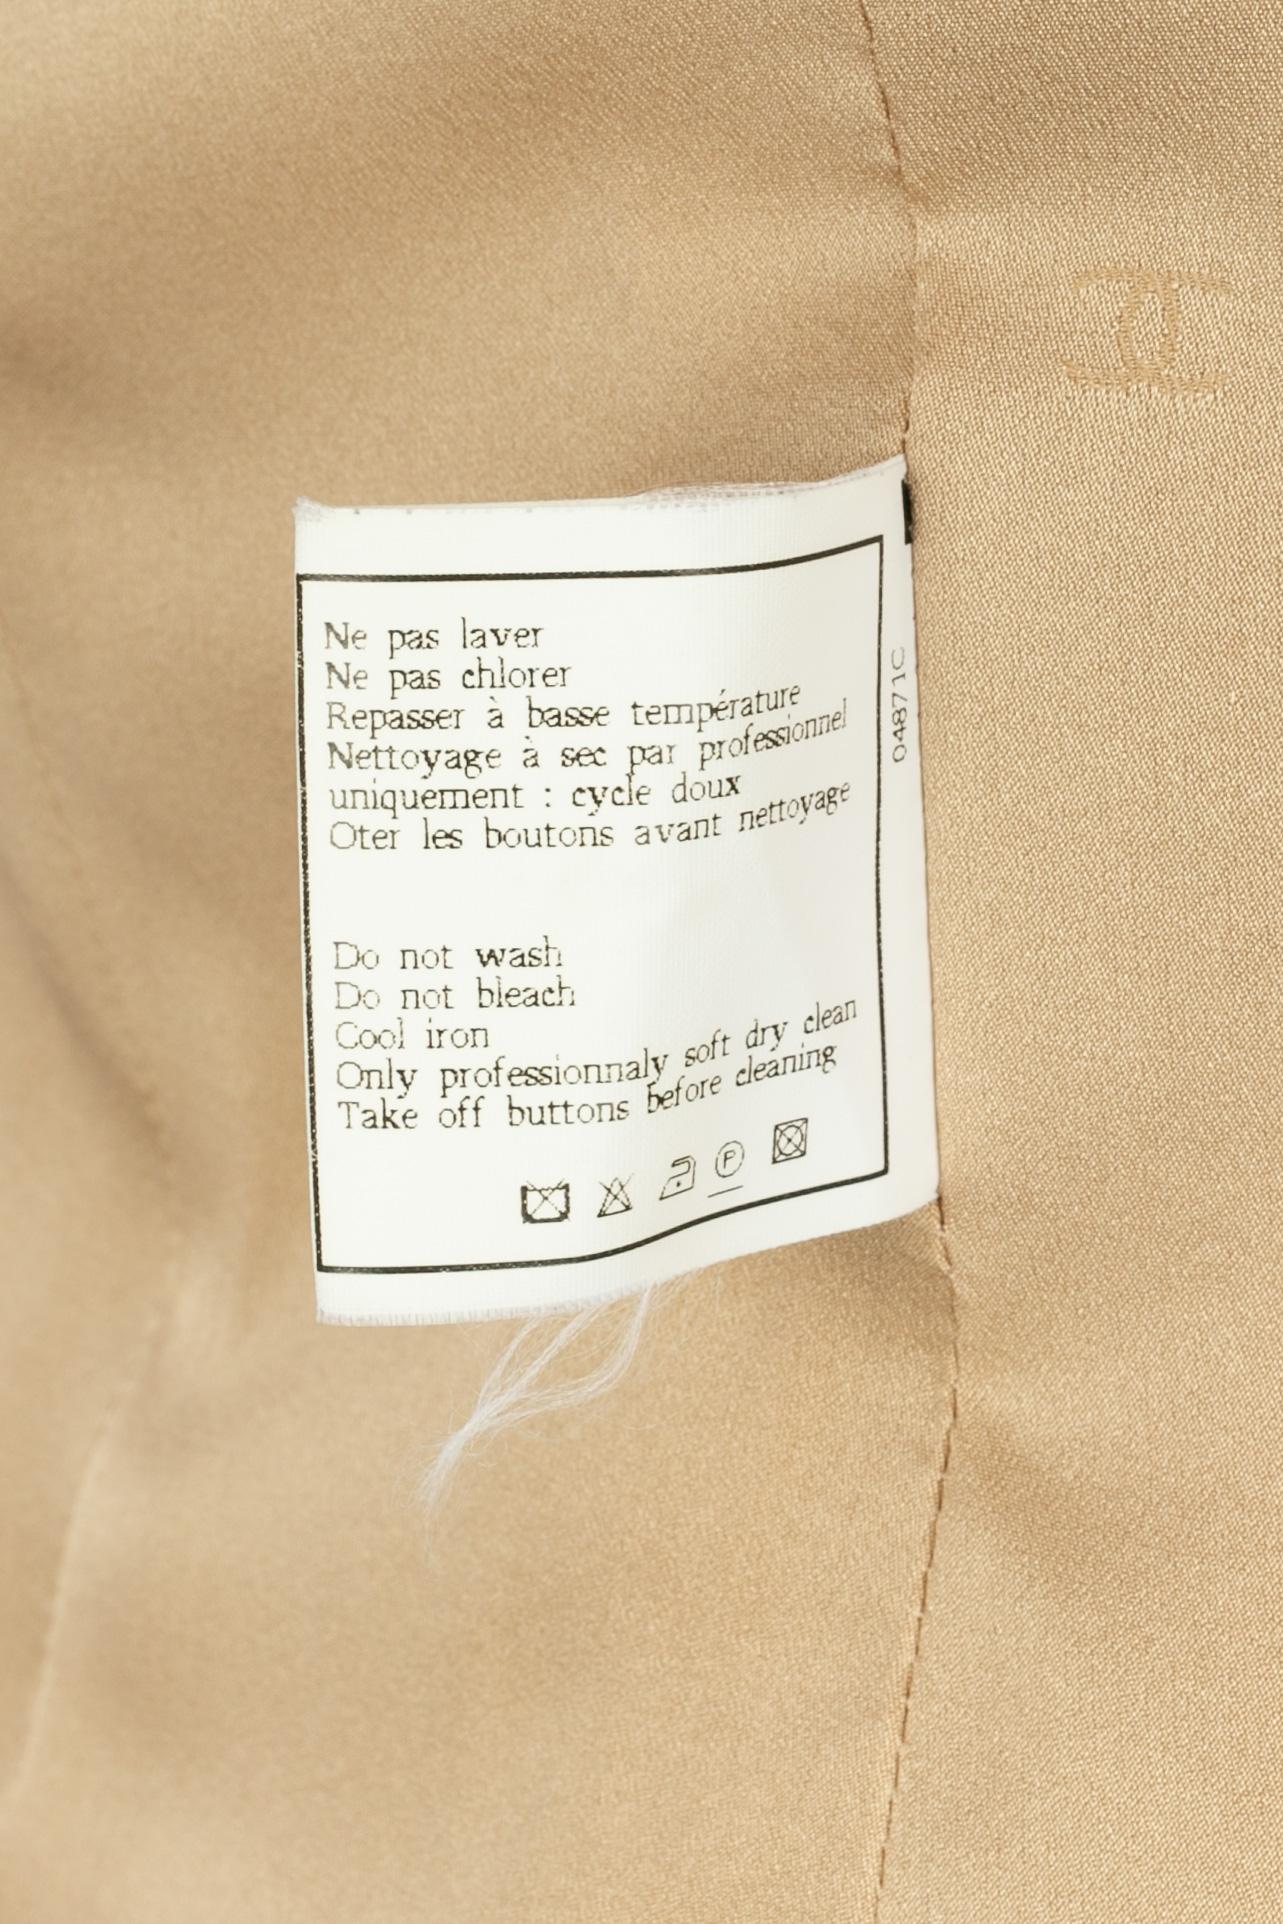 Ne pas laver
Ne pas chlorer
Repasser à basse température
Nettoyage à sec par professionnel
uniquement : cycle doux
Oter les boutons avant nettoyage
Do not wash
Do not bleach
Cool iron
Only professionnaly soft dry clean
Take off buttons before cleaning
P
04871C